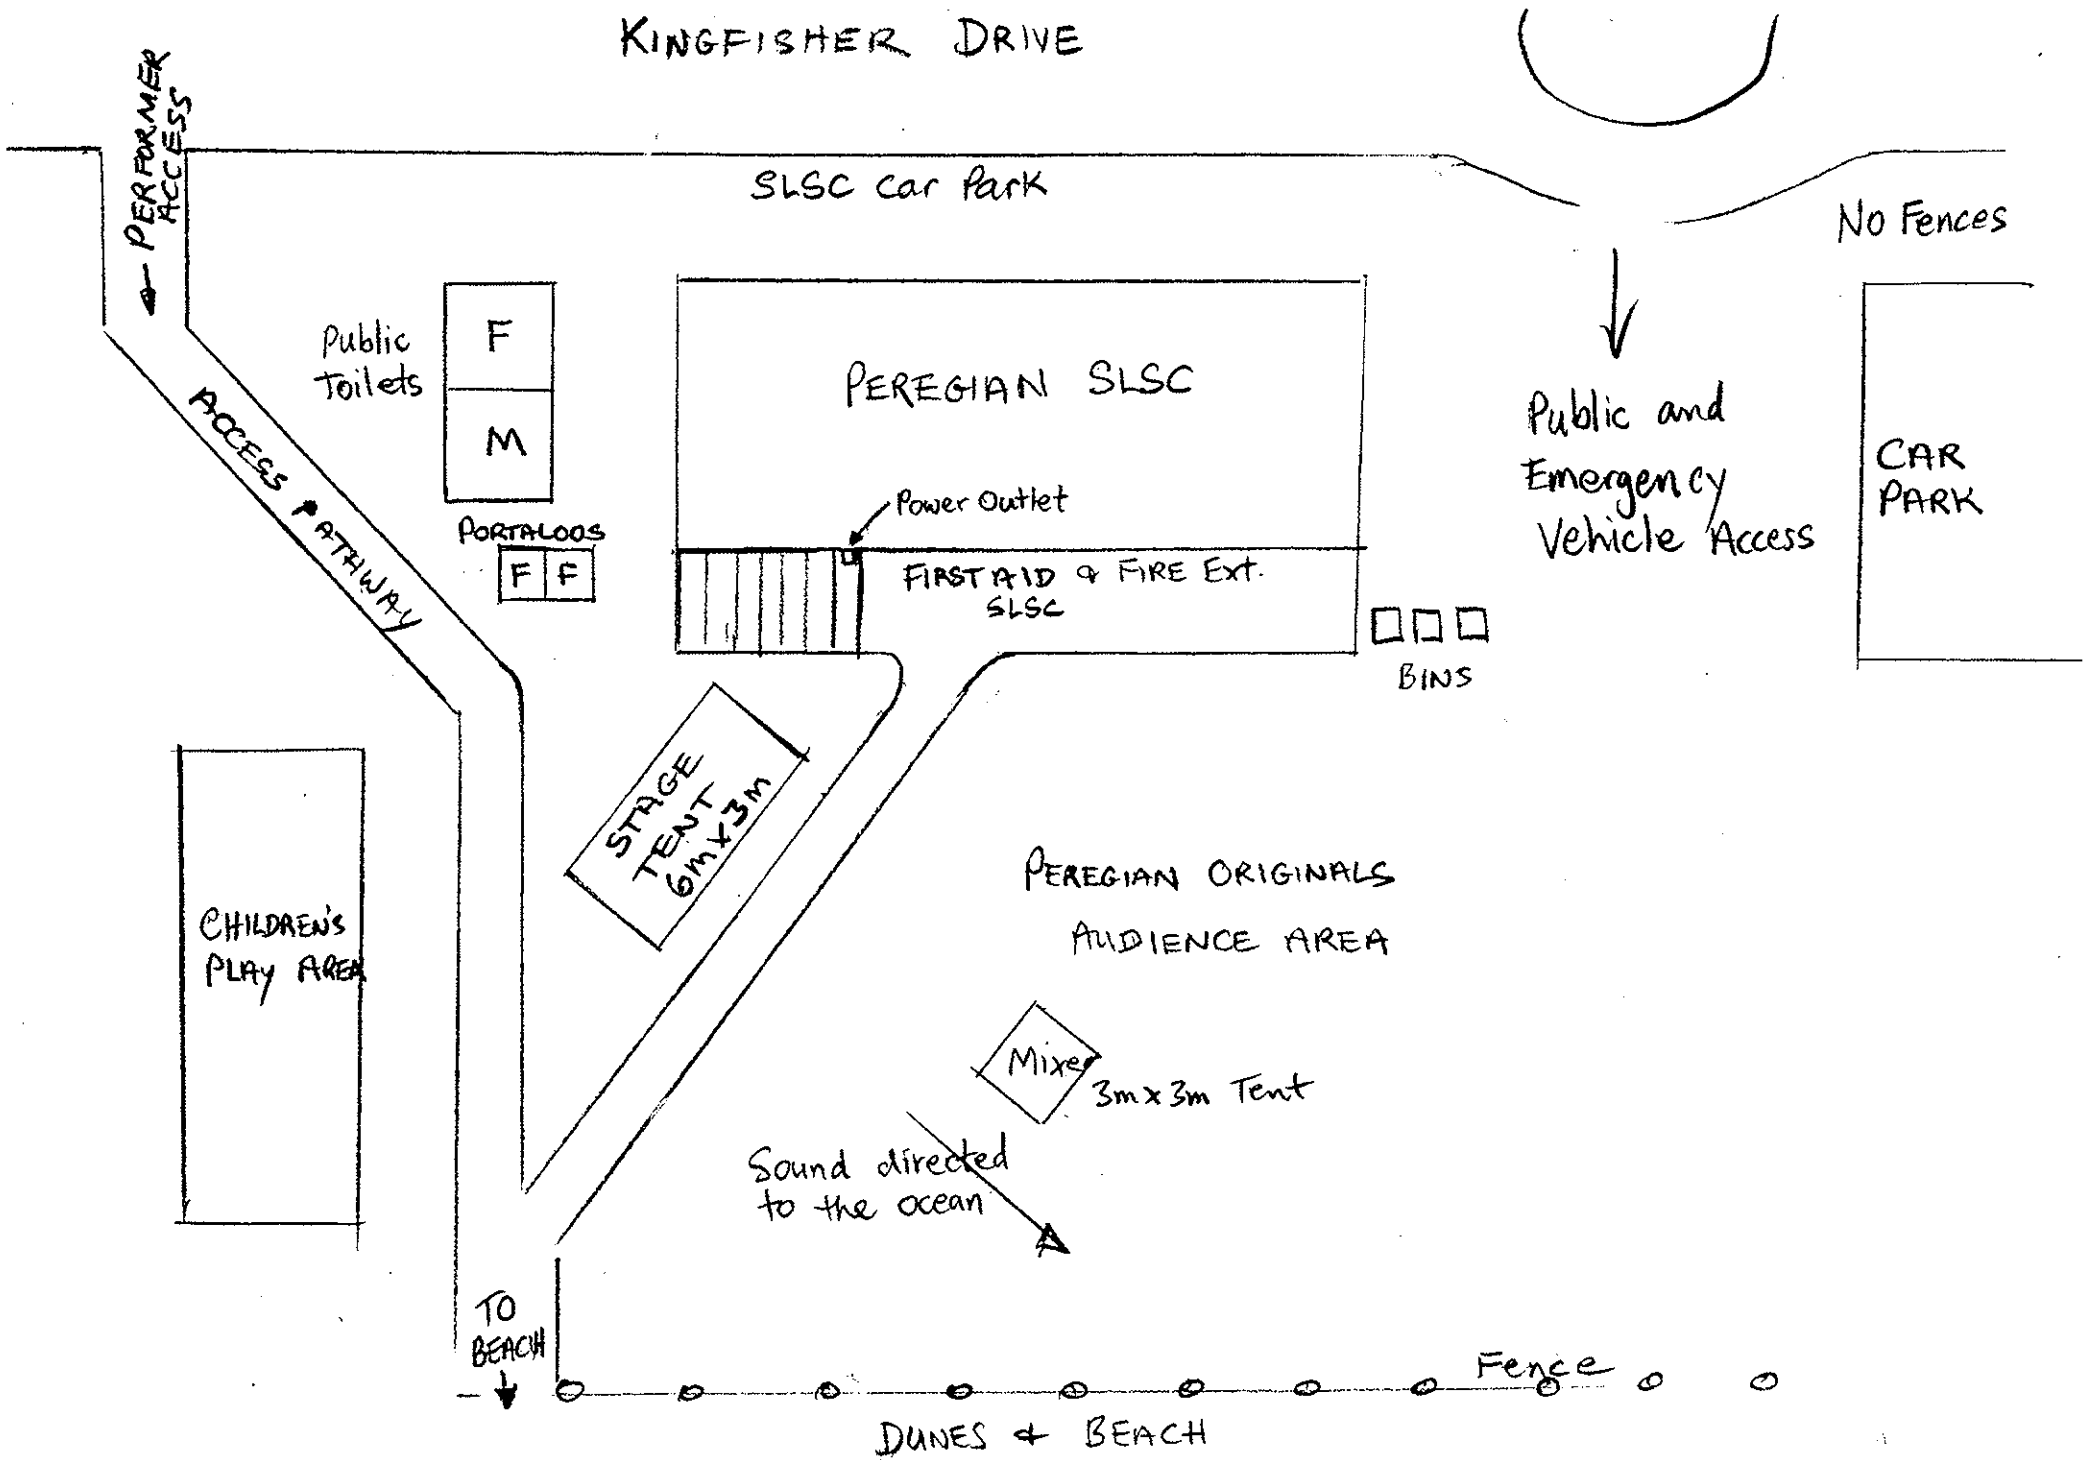 KINGFISHER DRIVE
← PERFORMER
ACCESS
SLSC Car Park
No Fences
Public
Toilets
F
M
PEREGIAN SLSC
Public and
Emergency
Vehicle Access
CAR
PARK
ACCESS PATHWAY
Power Outlet
PORTALOOS
F F
FIRST AID & FIRE Ext.
SLSC
BINS
STAGE
TENT
6m x 3m
PEREGIAN ORIGINALS
AUDIENCE AREA
CHILDREN'S
PLAY AREA
Mixer
3m x 3m Tent
Sound directed
to the ocean
TO
BEACH
Fence
DUNES & BEACH